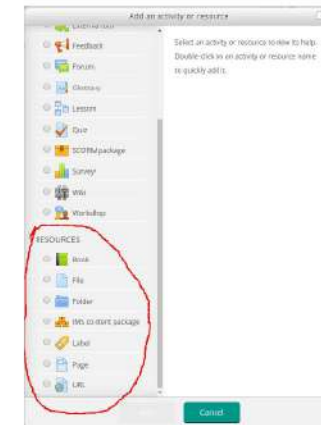 Add an activity or resource
External tool
Feedback
Forum
Glossary
Lesson
Quiz
SCORM package
Survey
Wiki
Workshop
RESOURCES
Book
File
Folder
IMS content package
Label
Page
URL
Select an activity or resource to view its help.
Double-click on an activity or resource name
to quickly add it.
Cancel